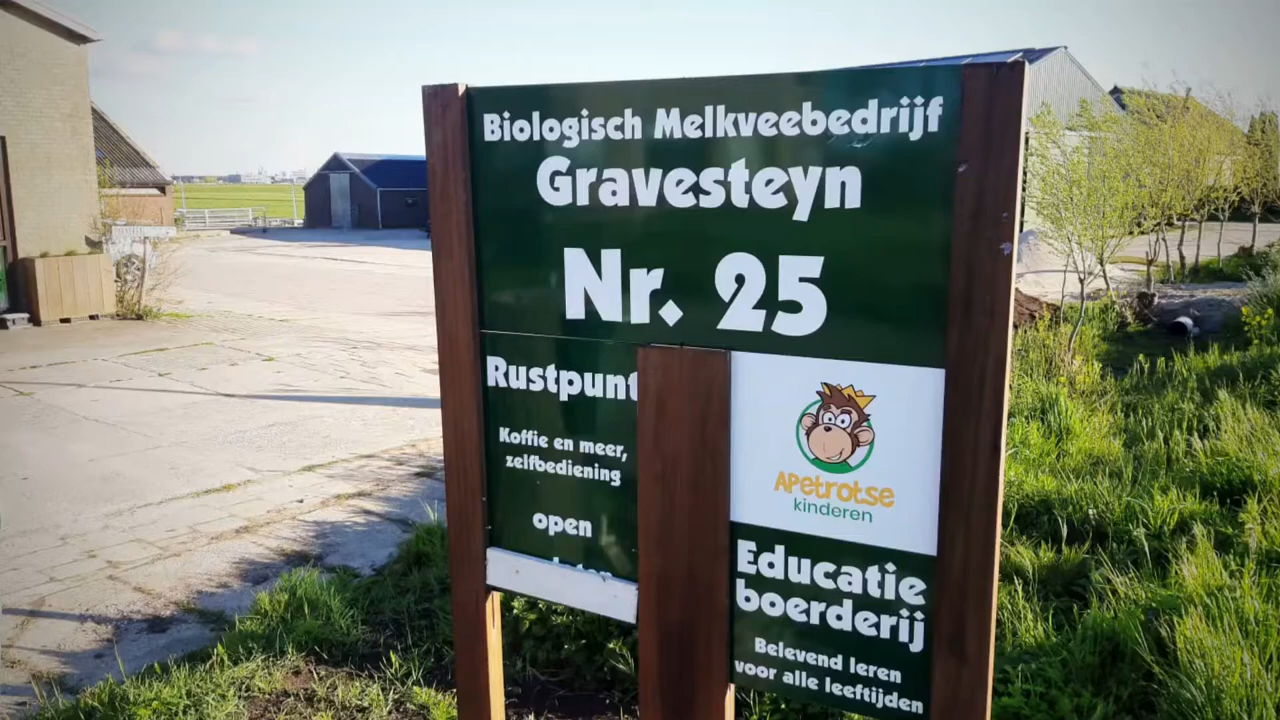 Biologisch Melkveebedrijf
Gravesteyn
Nr. 25
Rustpunt
Koffie en meer,
zelfbediening
open
APetrotse
kinderen
Educatie
boerderij
Belevend leren
voor alle leeftijden